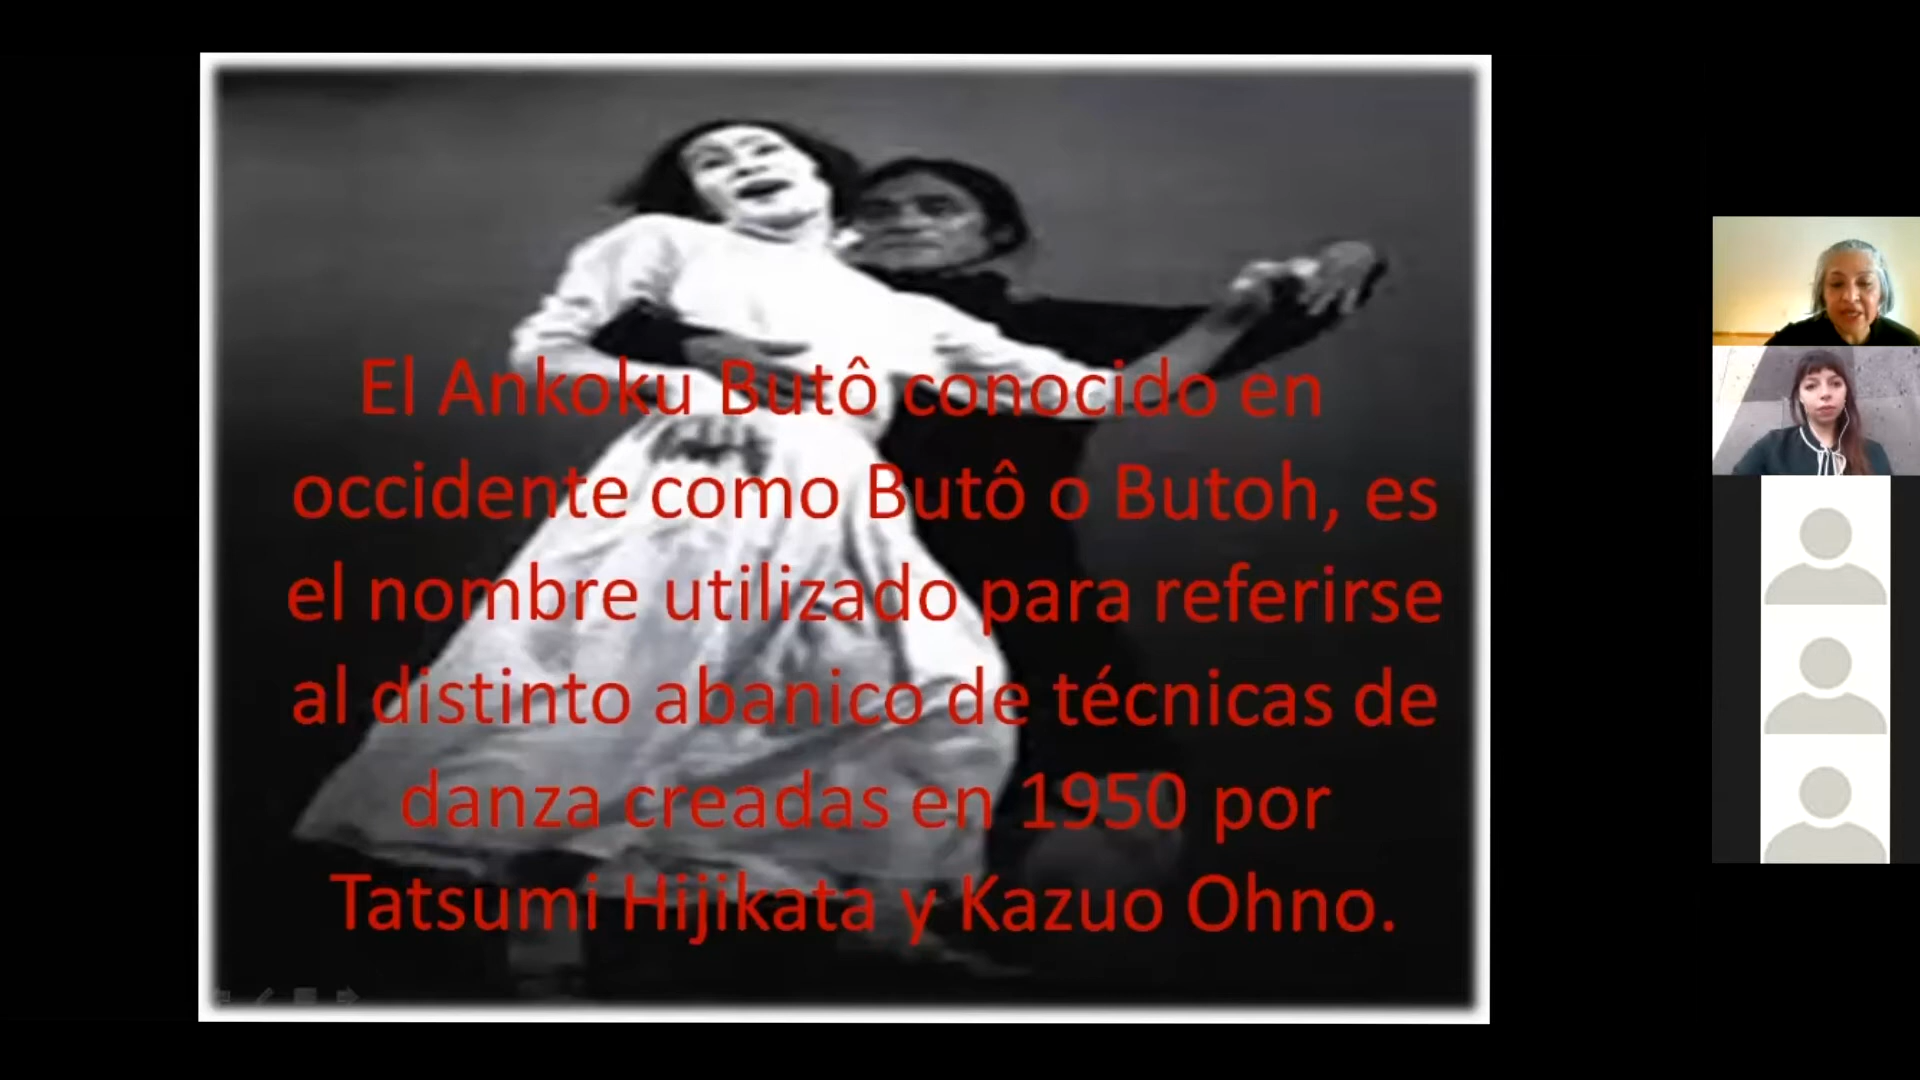 El Ankoku Butô conocido en
occidente como Butô o Butoh, es
el nombre utilizado para referirse
al distinto abanico de técnicas de
danza creadas en 1950 por
Tatsumi Hijikata y Kazuo Ohno.